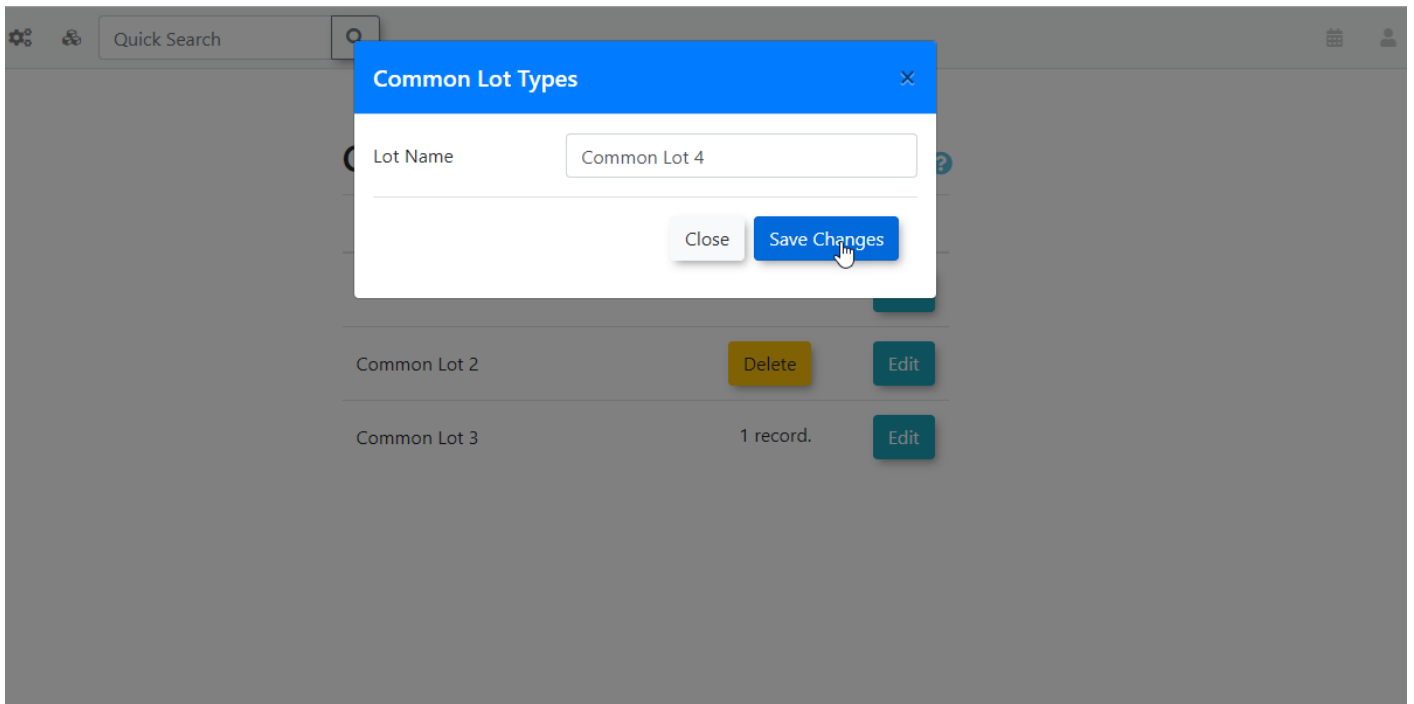 Quick Search
Common Lot Types ×
Lot Name Common Lot 4
Close Save Changes
Common Lot 2 Delete Edit
Common Lot 3 1 record. Edit